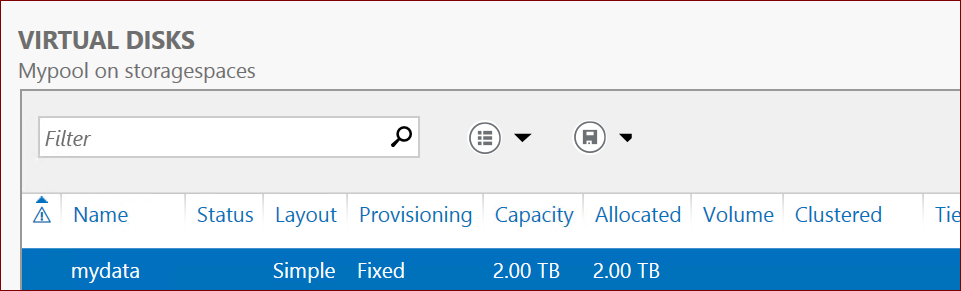 VIRTUAL DISKS
Mypool on storagespaces
Filter
Name Status Layout Provisioning Capacity Allocated Volume Clustered Tie
mydata Simple Fixed 2.00 TB 2.00 TB